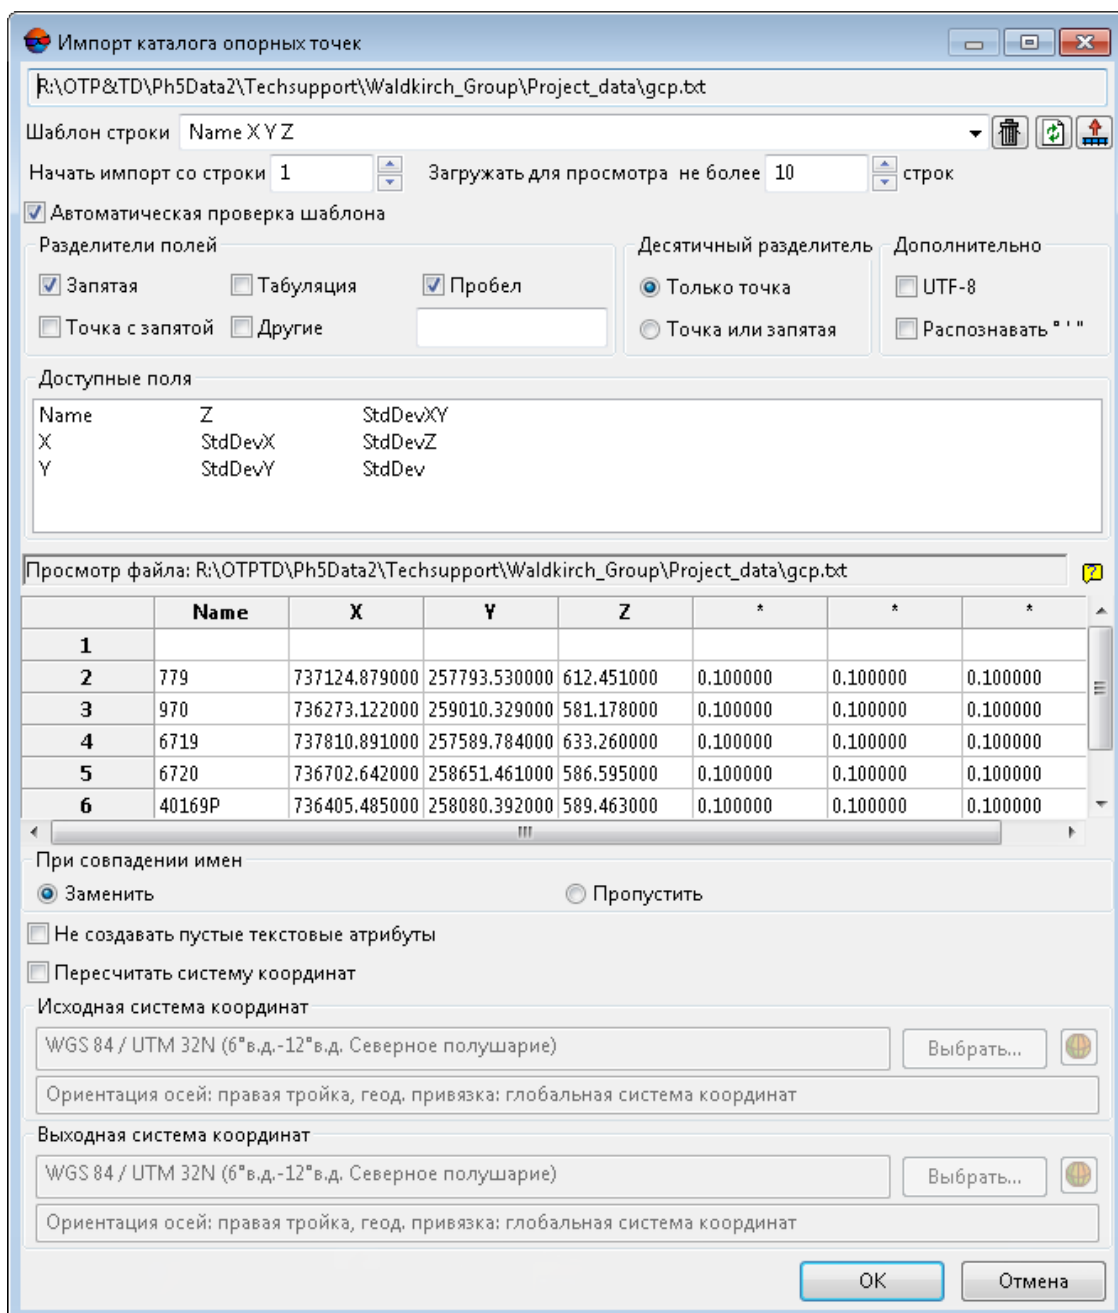 Импорт каталога опорных точек
R:\OTP&TD\Ph5Data2\Techsupport\Waldkirch_Group\Project_data\gcp.txt
Шаблон строки Name X Y Z
Начать импорт со строки 1 Загружать для просмотра не более 10 строк
Автоматическая проверка шаблона
Разделители полей Десятичный разделитель Дополнительно
Запятая Табуляция Пробел Только точка UTF-8
Точка с запятой Другие Точка или запятая Распознавать ° ' "
Доступные поля
Name Z StdDevXY
X StdDevX StdDevZ
Y StdDevY StdDev
Просмотр файла: R:\OTPTD\Ph5Data2\Techsupport\Waldkirch_Group\Project_data\gcp.txt ?
Name X Y Z * * *
1
2 779 737124.879000 257793.530000 612.451000 0.100000 0.100000 0.100000
3 970 736273.122000 259010.329000 581.178000 0.100000 0.100000 0.100000
4 6719 737810.891000 257589.784000 633.260000 0.100000 0.100000 0.100000
5 6720 736702.642000 258651.461000 586.595000 0.100000 0.100000 0.100000
6 40169P 736405.485000 258080.392000 589.463000 0.100000 0.100000 0.100000
При совпадении имен
Заменить Пропустить
Не создавать пустые текстовые атрибуты
Пересчитать систему координат
Исходная система координат
WGS 84 / UTM 32N (6°в.д.-12°в.д. Северное полушарие) Выбрать...
Ориентация осей: правая тройка, геод. привязка: глобальная система координат
Выходная система координат
WGS 84 / UTM 32N (6°в.д.-12°в.д. Северное полушарие) Выбрать...
Ориентация осей: правая тройка, геод. привязка: глобальная система координат
OK Отмена